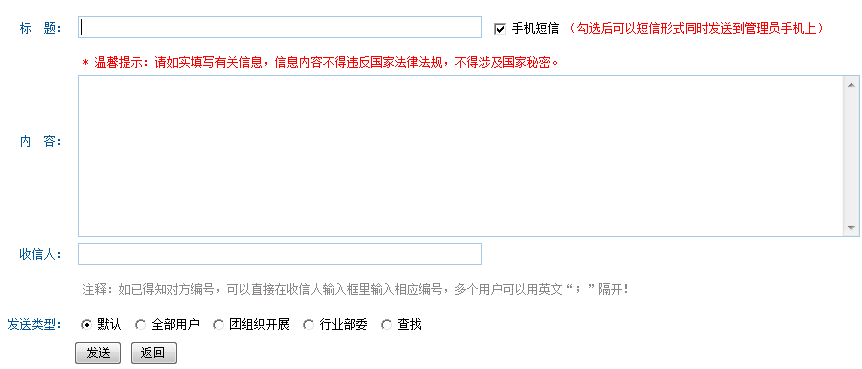 标　题： 手机短信 （勾选后可以短信形式同时发送到管理员手机上）
* 温馨提示：请如实填写有关信息，信息内容不得违反国家法律法规，不得涉及国家秘密。
内　容：
收信人：
注释：如已得知对方编号，可以直接在收信人输入框里输入相应编号，多个用户可以用英文“；”隔开！
发送类型： 默认 全部用户 团组织开展 行业部委 查找
发送 返回